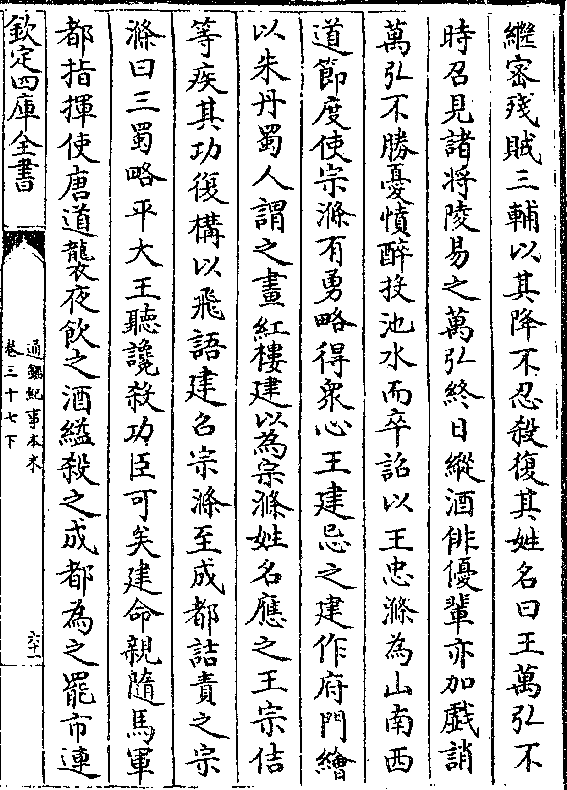 繼密殘賊三輔以其降不忍殺復其姓名曰王萬弘不
時召見諸將陵易之萬弘終日縱酒俳優輩亦加戲誚
萬弘不勝憂憤醉投池水而卒詔以王忠滌為山南西
道節度使宗滌有勇略得衆心王建忌之建作府門繪
以朱丹蜀人謂之畫紅樓建以為宗滌姓名應之王宗佶
等疾其功復構以飛語建召宗滌至成都詰責之宗
滌曰三蜀略平大王聽讒殺功臣可矣建命親隨馬軍
都指揮使唐道襲夜飲之酒縊殺之成都為之罷市連
欽定四庫全書
通鑑紀事本末
卷三十七下
六十一